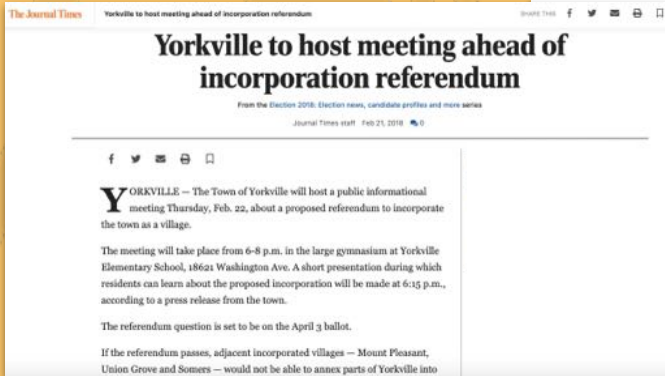 The Journal Times Yorkville to host meeting ahead of incorporation referendum SHARE THIS
Yorkville to host meeting ahead of
incorporation referendum
From the Election 2018: Election news, candidate profiles and more series
Journal Times staff Feb 21, 2018 0
YORKVILLE — The Town of Yorkville will host a public informational
meeting Thursday, Feb. 22, about a proposed referendum to incorporate
the town as a village.
The meeting will take place from 6-8 p.m. in the large gymnasium at Yorkville
Elementary School, 18621 Washington Ave. A short presentation during which
residents can learn about the proposed incorporation will be made at 6:15 p.m.,
according to a press release from the town.
The referendum question is set to be on the April 3 ballot.
If the referendum passes, adjacent incorporated villages — Mount Pleasant,
Union Grove and Somers — would not be able to annex parts of Yorkville into